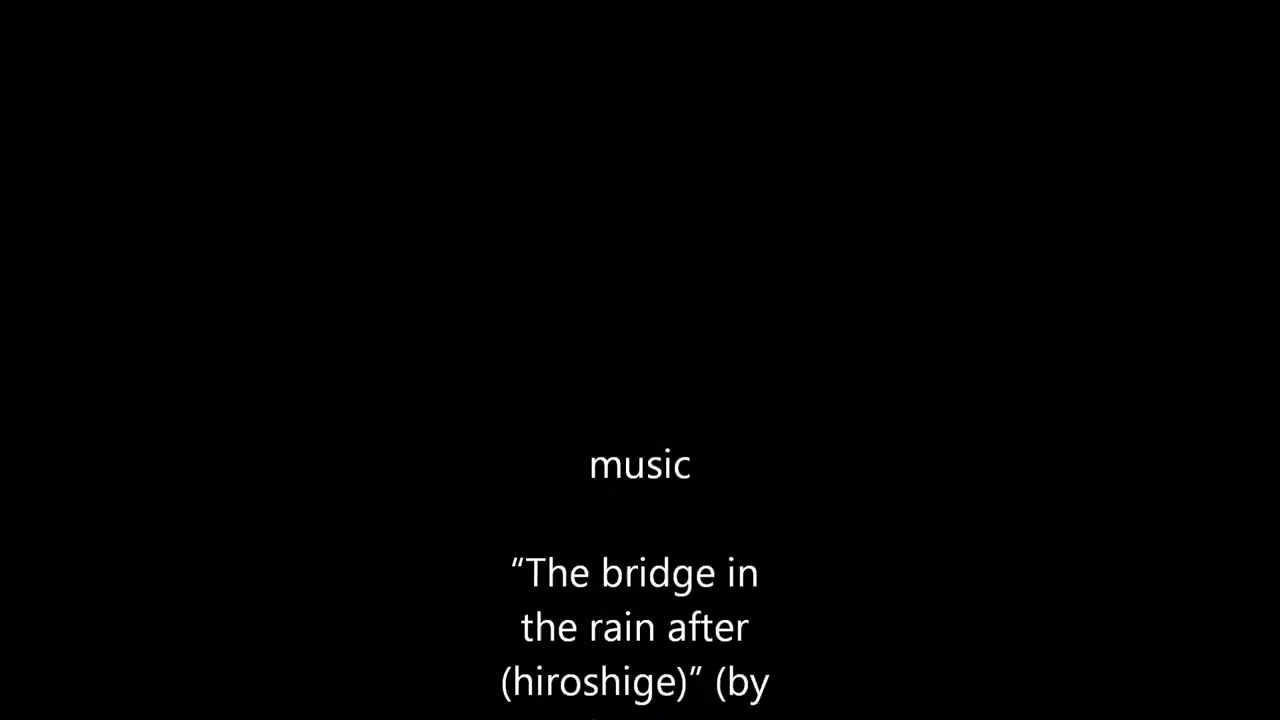 music
“The bridge in
the rain after
(hiroshige)” (by